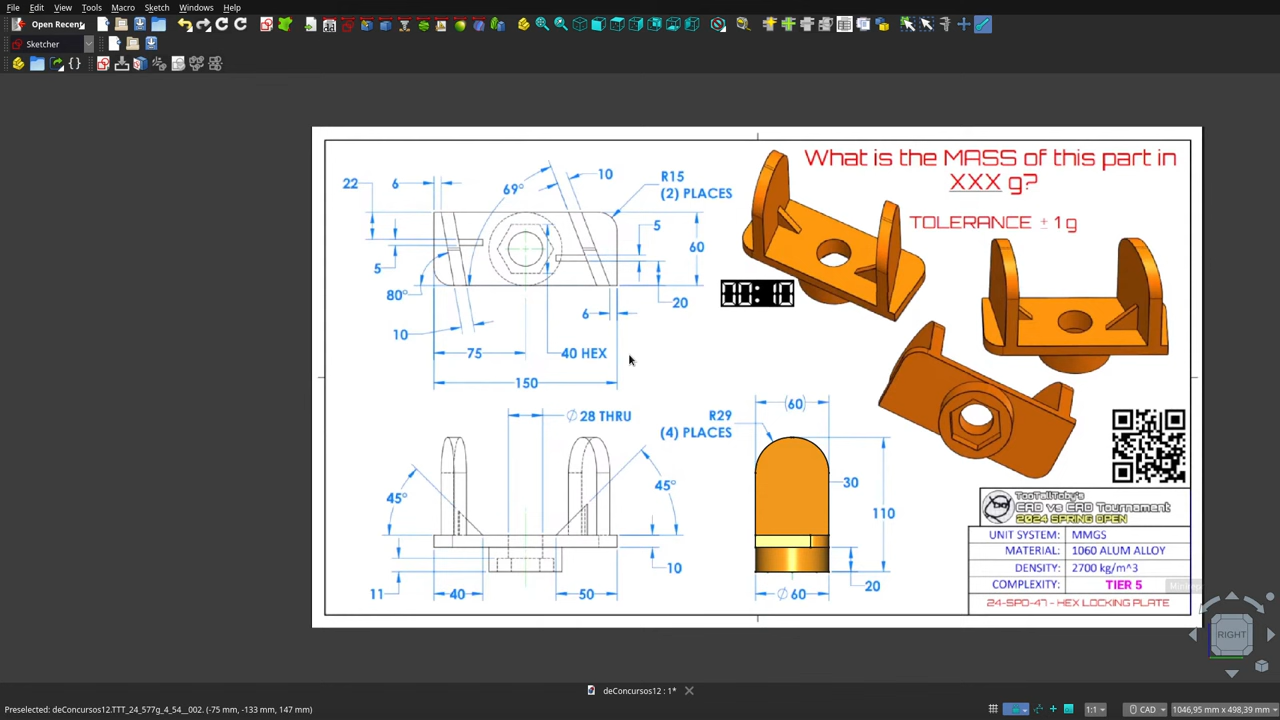 File Edit View Tools Macro Sketch Windows Help
Open Recent
Sketcher
What is the MASS of this part in
XXX g?
TOLERANCE ± 1 g
22
6
69°
10
R15
(2) PLACES
5
60
5
80°
20
10
6
75
40 HEX
150
00:10
Ø 28 THRU
45°
45°
10
11
40
50
(60)
R29
(4) PLACES
30
110
20
Ø 60
TooTallToby's
CAD vs CAD Tournament
2024 SPRING OPEN
UNIT SYSTEM: MMGS
MATERIAL: 1060 ALUM ALLOY
DENSITY: 2700 kg/m^3
COMPLEXITY: TIER 5
24-SPO-47 - HEX LOCKING PLATE
RIGHT
deConcursos12 : 1*
Preselected: deConcursos12.TTT_24_577g_4_54__002. (-75 mm, -133 mm, 147 mm)
1:1
CAD
1046,95 mm x 498,39 mm